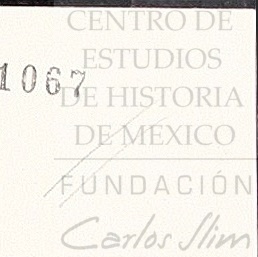 CENTRO DE
ESTUDIOS
1067
DE HISTORIA
DE MEXICO
FUNDACIÓN
Carlos Slim